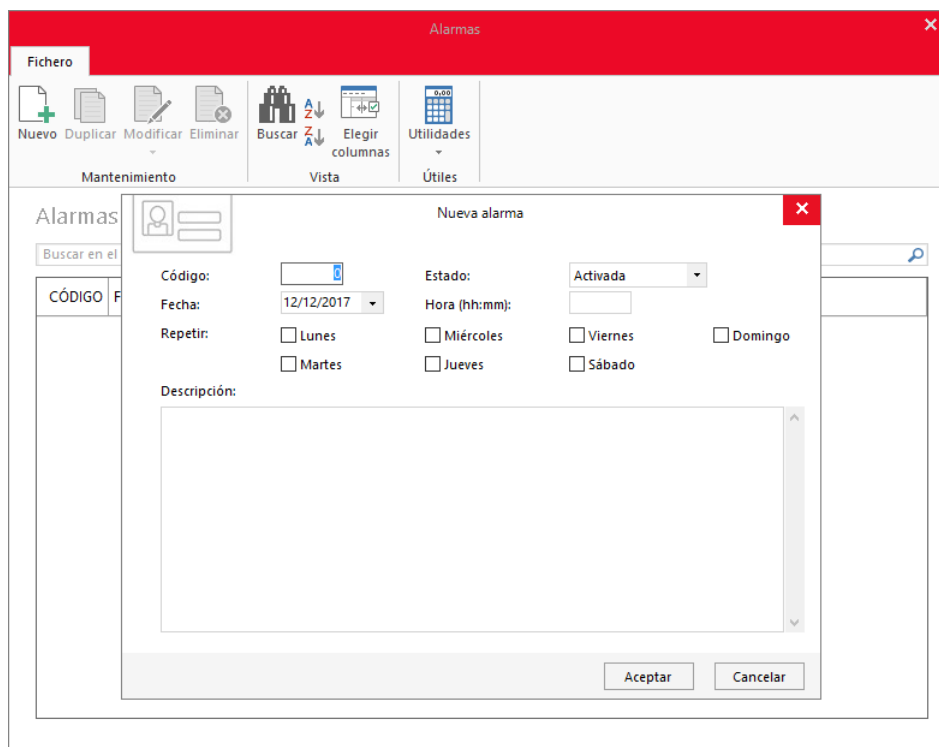 Alarmas
Fichero
Nuevo Duplicar Modificar Eliminar
Buscar
A
Z
Z
A
Elegir
columnas
0,00
Utilidades
Mantenimiento
Vista
Útiles
Alarmas
Nueva alarma
Buscar en el
CÓDIGO F
Código: 0 Estado: Activada
Fecha: 12/12/2017 Hora (hh:mm):
Repetir: Lunes Miércoles Viernes Domingo
Martes Jueves Sábado
Descripción:
Aceptar Cancelar